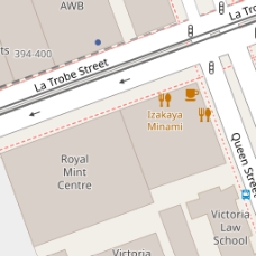 AWB
La Trobe
ts
394-400
La Trobe Street
Izakaya
Minami
Royal
Mint
Centre
Queen Street
Victoria
Law
School
Victoria